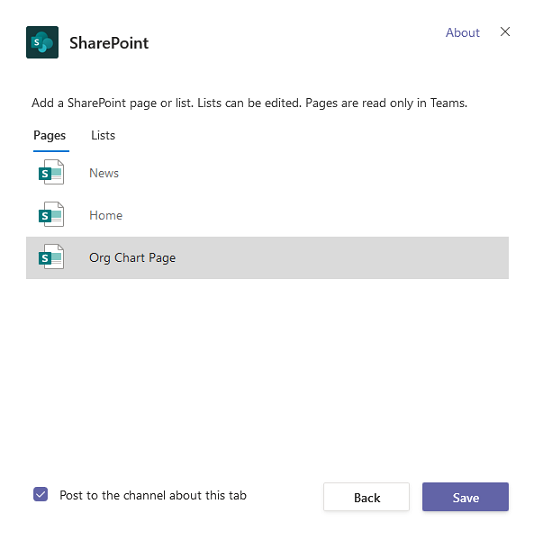 SharePoint
About
Add a SharePoint page or list. Lists can be edited. Pages are read only in Teams.
Pages Lists
News
Home
Org Chart Page
Post to the channel about this tab
Back
Save